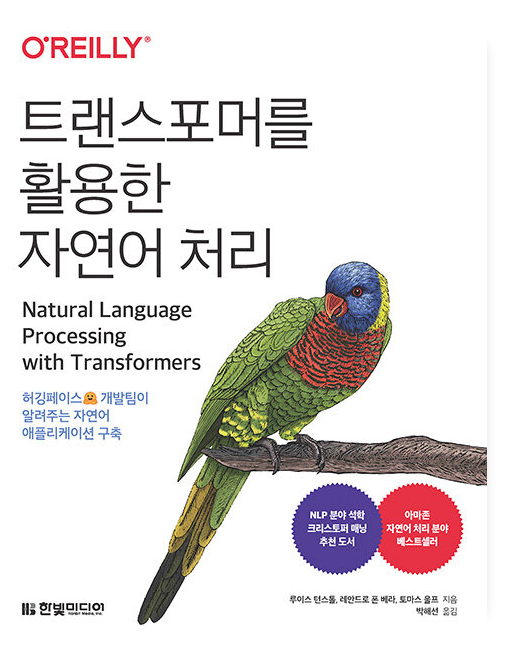 O'REILLY®
트랜스포머를
활용한
자연어 처리
Natural Language
Processing
with Transformers
허깅페이스🤗 개발팀이
알려주는 자연어
애플리케이션 구축
NLP 분야 석학
크리스토퍼 매닝
추천 도서
아마존
자연어 처리 분야
베스트셀러
루이스 턴스톨, 레안드로 폰 베라, 토마스 울프 지음
박해선 옮김
한빛미디어
Hanbit Media, Inc.